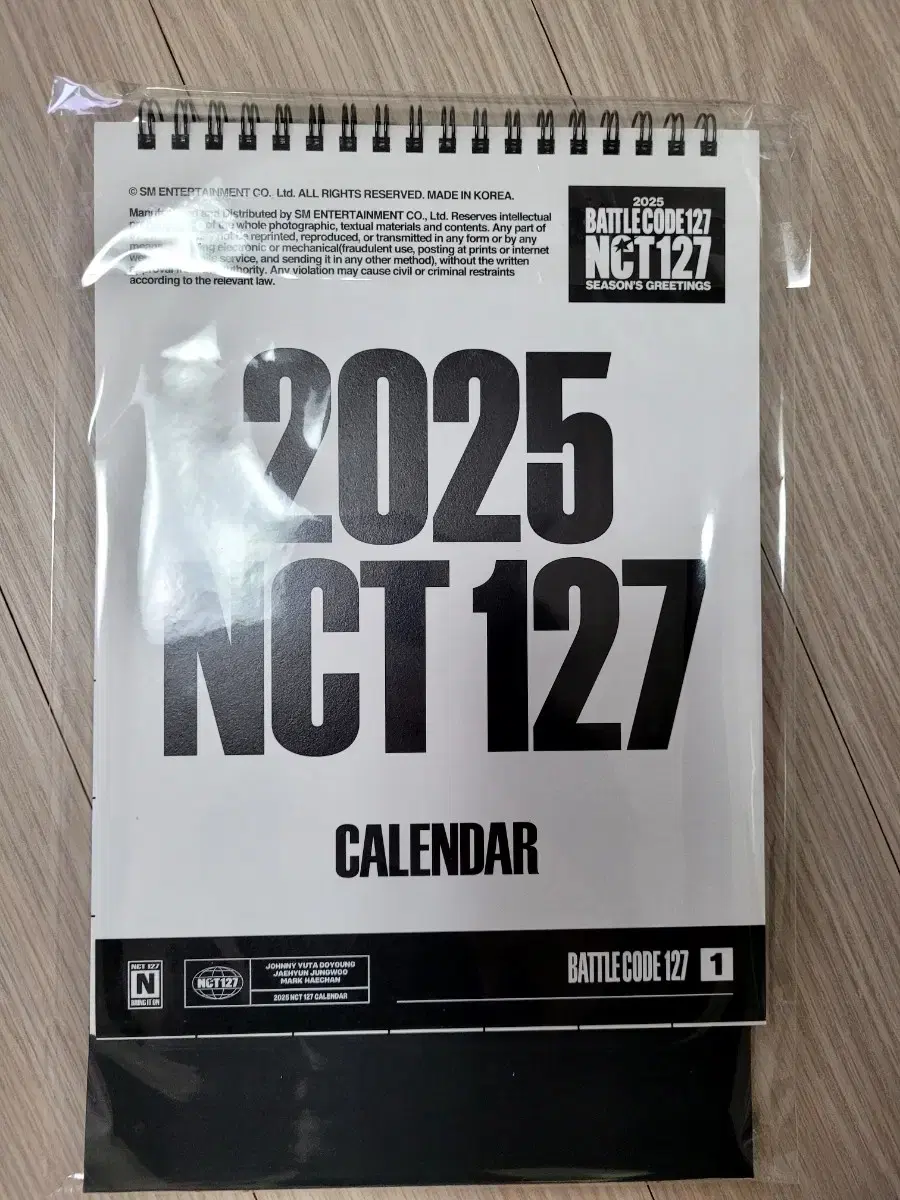 © SM ENTERTAINMENT CO., Ltd. ALL RIGHTS RESERVED. MADE IN KOREA.
and Distributed by SM ENTERTAINMENT CO., Ltd. Reserves intellectual
of the whole photographic, textual materials and contents. Any part of
reprinted, reproduced, or transmitted in any form or by any
electronic or mechanical(fraudulent use, posting at prints or internet
service, and sending it in any other method), without the written
authority. Any violation may cause civil or criminal restraints
according to the relevant law.
2025
BATTLE CODE 127
NCT 127
SEASON'S GREETINGS
2025
NCT 127
CALENDAR
NCT 127
N
BRING IT ON
NCT127
JOHNNY YUTA DOYOUNG
JAEHYUN JUNGWOO
MARK HAECHAN
2025 NCT 127 CALENDAR
BATTLE CODE 127 1